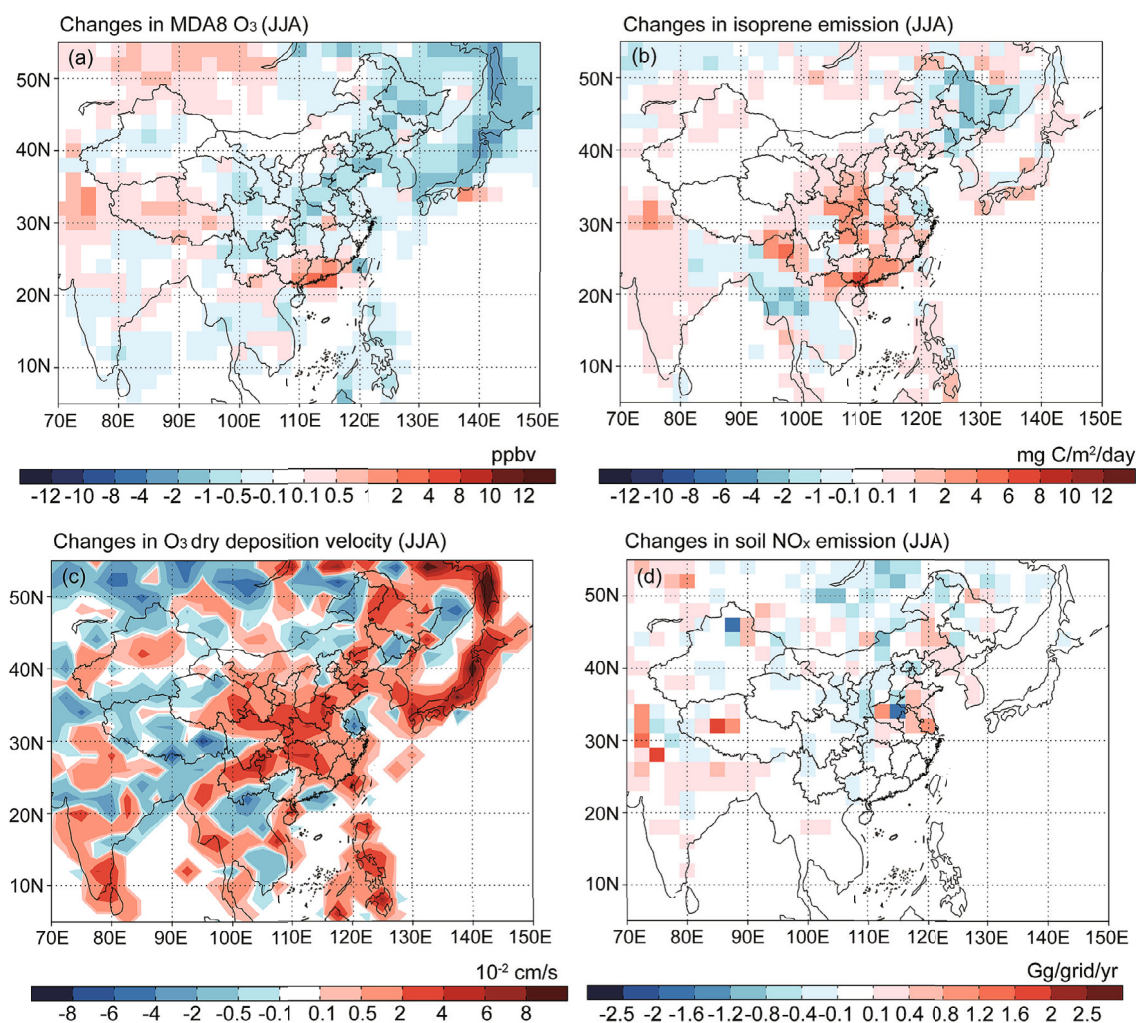 Changes in MDA8 O₃ (JJA)
(a)
50N
40N
30N
20N
10N
70E 80E 90E 100E 110E 120E 130E 140E 150E
ppbv
-12 -10 -8 -4 -2 -1 -0.5 -0.1 0.1 0.5 1 2 4 8 10 12
Changes in isoprene emission (JJA)
(b)
50N
40N
30N
20N
10N
70E 80E 90E 100E 110E 120E 130E 140E 150E
mg C/m²/day
-12 -10 -8 -6 -4 -2 -1 -0.1 0.1 1 2 4 6 8 10 12
Changes in O₃ dry deposition velocity (JJA)
(c)
50N
40N
30N
20N
10N
70E 80E 90E 100E 110E 120E 130E 140E 150E
10⁻² cm/s
-8 -6 -4 -2 -1 -0.5 -0.1 0.1 0.5 1 2 4 6 8
Changes in soil NOₓ emission (JJA)
(d)
50N
40N
30N
20N
10N
70E 80E 90E 100E 110E 120E 130E 140E 150E
Gg/grid/yr
-2.5 -2 -1.6 -1.2 -0.8 -0.4 -0.1 0.1 0.4 0.8 1.2 1.6 2 2.5